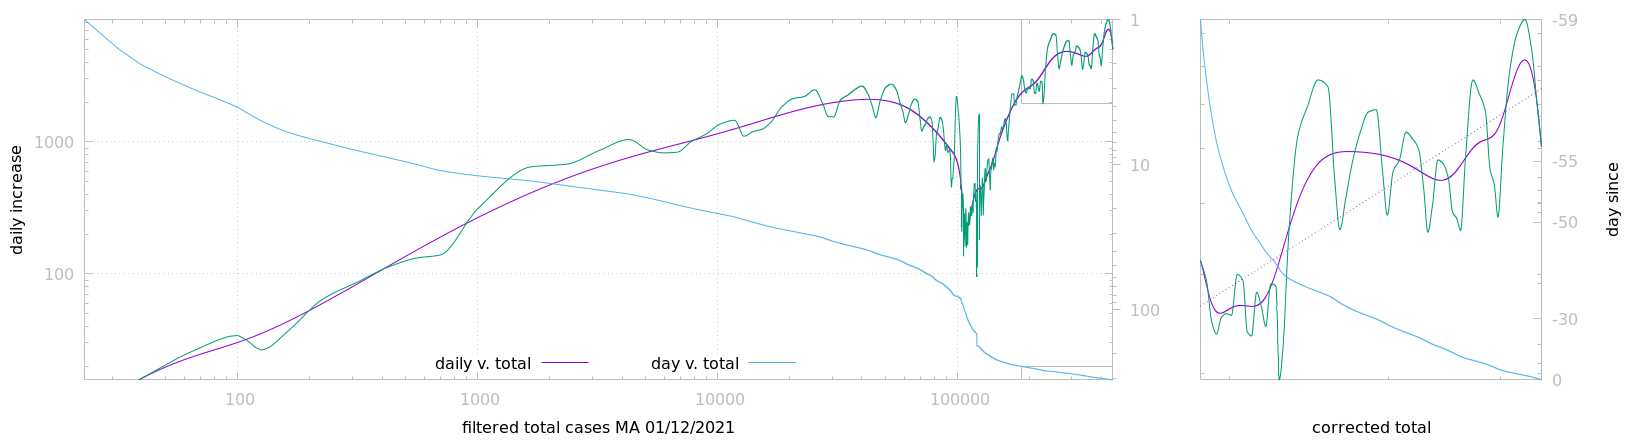 1
-59
1000
daily increase
10
-55
-50
day since
100
100
-30
daily v. total
day v. total
0
100
1000
10000
100000
filtered total cases MA 01/12/2021
corrected total